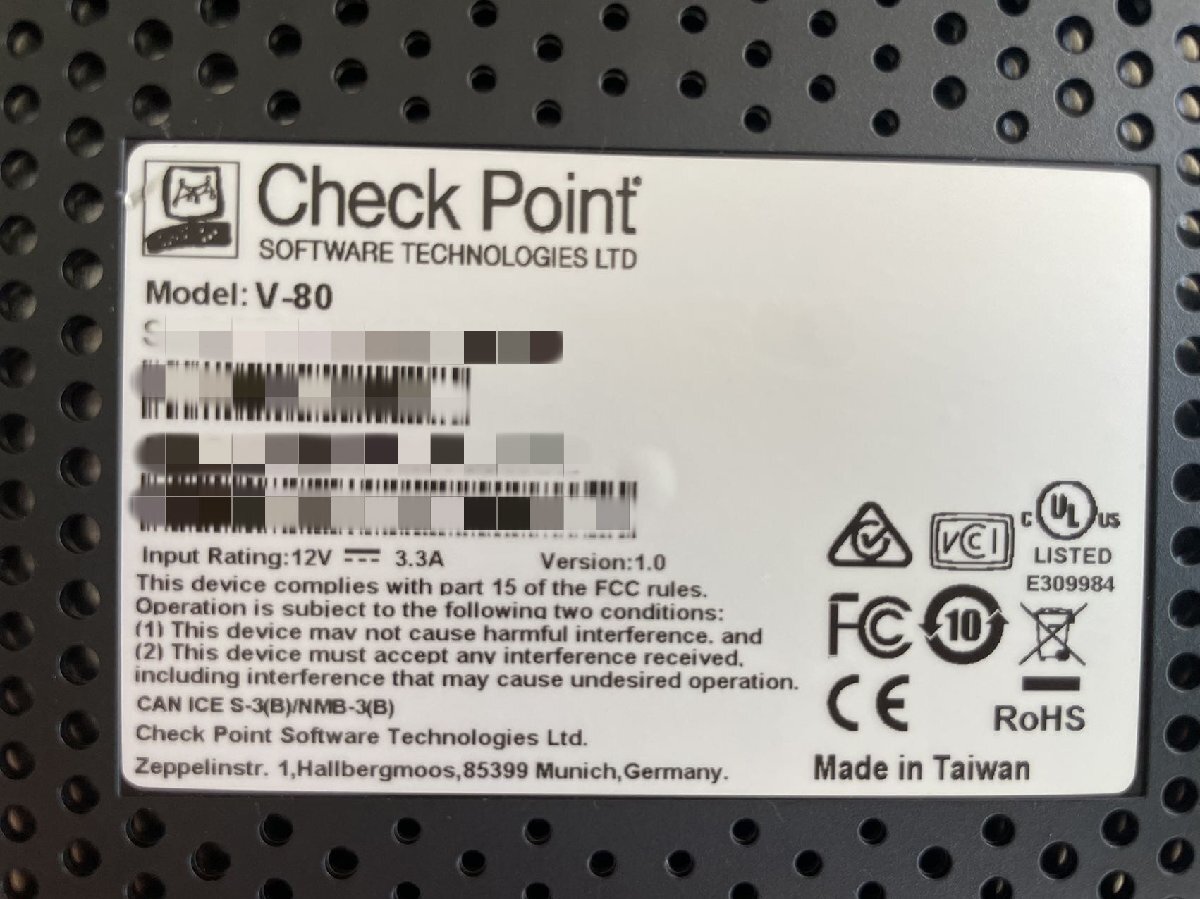 Check Point
SOFTWARE TECHNOLOGIES LTD
Model: V-80
Input Rating:12V 3.3A Version:1.0
This device complies with part 15 of the FCC rules.
Operation is subject to the following two conditions:
(1) This device may not cause harmful interference, and
(2) This device must accept any interference received,
including interference that may cause undesired operation.
CAN ICE S-3(B)/NMB-3(B)
Check Point Software Technologies Ltd.
Zeppelinstr. 1,Hallbergmoos,85399 Munich,Germany.
VCI
C UL US
LISTED
E309984
FC
10
CE
RoHS
Made in Taiwan